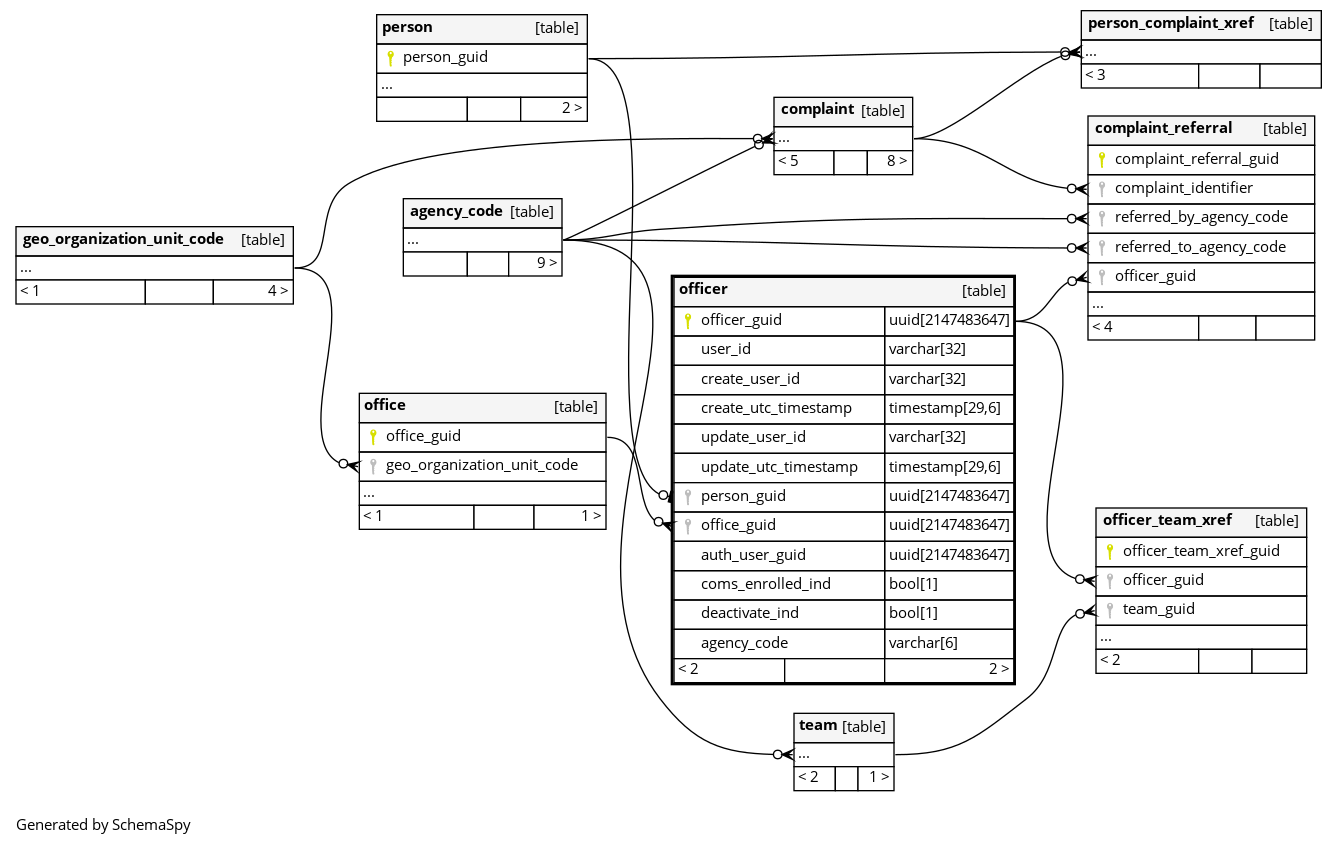 person [table]
person_guid
...
2 >
person_complaint_xref [table]
...
< 3
complaint [table]
...
< 5 8 >
complaint_referral [table]
complaint_referral_guid
complaint_identifier
referred_by_agency_code
referred_to_agency_code
officer_guid
...
< 4
agency_code [table]
...
9 >
geo_organization_unit_code [table]
...
< 1 4 >
officer [table]
officer_guid uuid[2147483647]
user_id varchar[32]
create_user_id varchar[32]
create_utc_timestamp timestamp[29,6]
update_user_id varchar[32]
update_utc_timestamp timestamp[29,6]
person_guid uuid[2147483647]
office_guid uuid[2147483647]
auth_user_guid uuid[2147483647]
coms_enrolled_ind bool[1]
deactivate_ind bool[1]
agency_code varchar[6]
< 2 2 >
office [table]
office_guid
geo_organization_unit_code
...
< 1 1 >
officer_team_xref [table]
officer_team_xref_guid
officer_guid
team_guid
...
< 2
team [table]
...
< 2 1 >
Generated by SchemaSpy